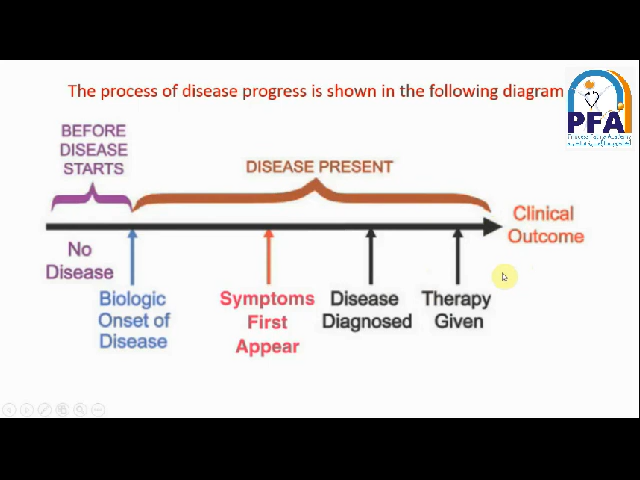 The process of disease progress is shown in the following diagram
PFA
BEFORE
DISEASE
STARTS
DISEASE PRESENT
Clinical
Outcome
No
Disease
Biologic
Onset of
Disease
Symptoms
First
Appear
Disease
Diagnosed
Therapy
Given